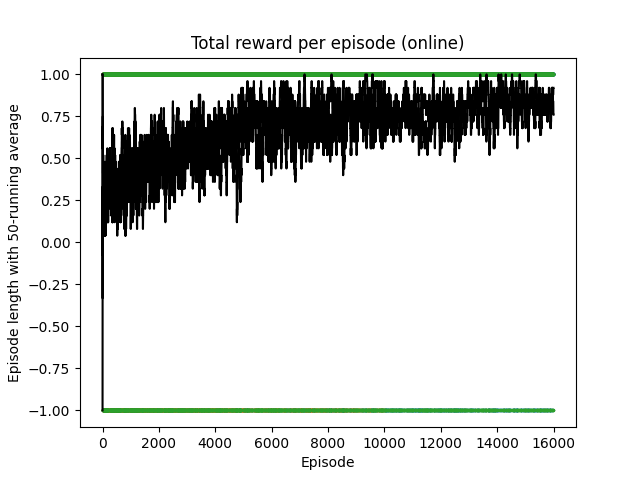 Total reward per episode (online)
Episode length with 50-running average
1.00
0.75
0.50
0.25
0.00
−0.25
−0.50
−0.75
−1.00
0 2000 4000 6000 8000 10000 12000 14000 16000
Episode